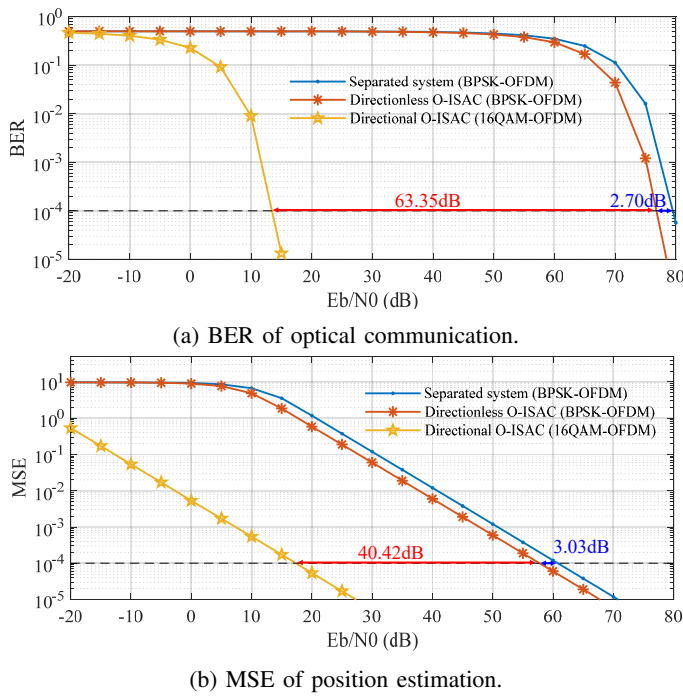 10^0
10^-1
10^-2
10^-3
10^-4
10^-5
BER
Separated system (BPSK-OFDM)
Directionless O-ISAC (BPSK-OFDM)
Directional O-ISAC (16QAM-OFDM)
63.35dB
2.70dB
-20 -10 0 10 20 30 40 50 60 70 80
Eb/N0 (dB)
(a) BER of optical communication.
10^1
10^0
10^-1
10^-2
10^-3
10^-4
10^-5
MSE
Separated system (BPSK-OFDM)
Directionless O-ISAC (BPSK-OFDM)
Directional O-ISAC (16QAM-OFDM)
40.42dB
3.03dB
-20 -10 0 10 20 30 40 50 60 70 80
Eb/N0 (dB)
(b) MSE of position estimation.